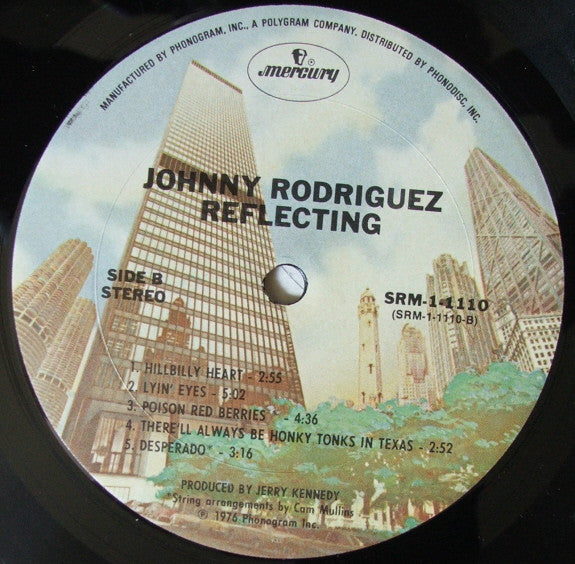 MANUFACTURED BY PHONOGRAM, INC., A POLYGRAM COMPANY, DISTRIBUTED BY PHONODISC, INC.
mercury
JOHNNY RODRIGUEZ
REFLECTING
SIDE B
STEREO
SRM-1-1110
(SRM-1-1110-B)
1. HILLBILLY HEART - 2:55
2. LYIN' EYES - 5:02
3. POISON RED BERRIES * - 4:36
4. THERE'LL ALWAYS BE HONKY TONKS IN TEXAS - 2:52
5. DESPERADO* - 3:16
PRODUCED BY JERRY KENNEDY
*String arrangements by Cam Mullins
℗ 1976 Phonogram Inc.